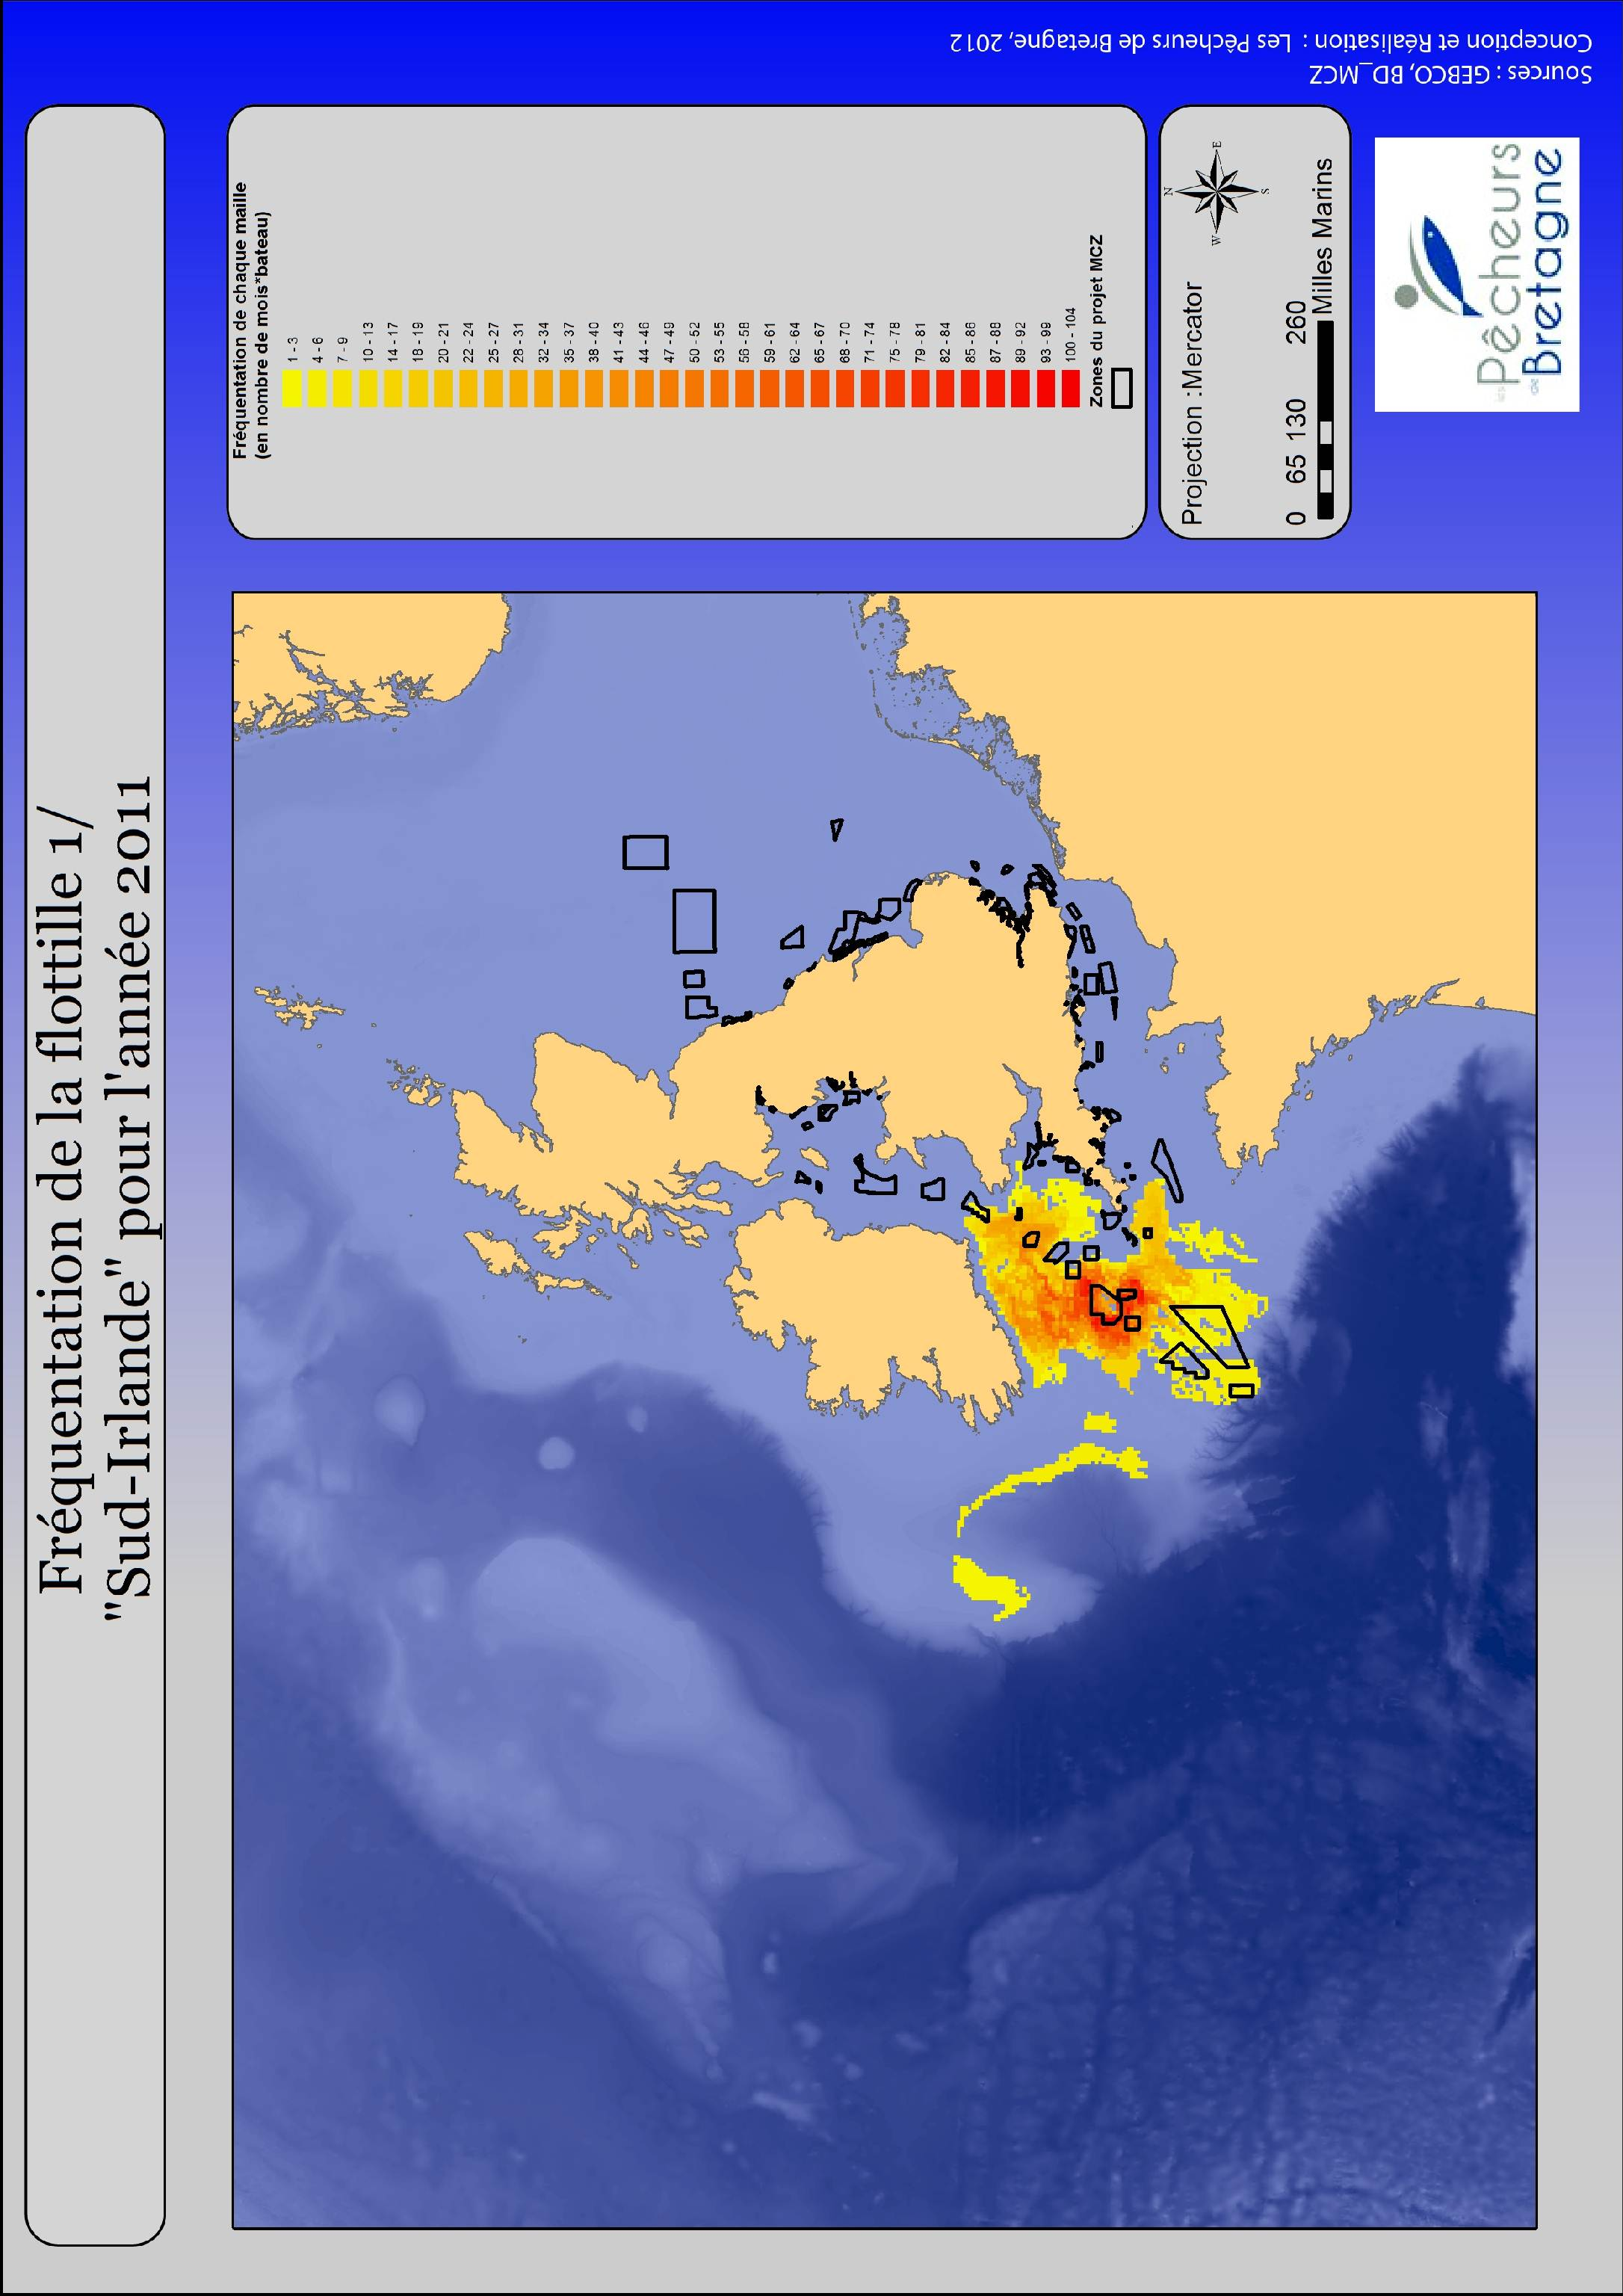 Fréquentation de la flottille 1/
"Sud-Irlande" pour l'année 2011
Fréquentation de chaque maille
(en nombre de mois*bateau)
1 - 3
4 - 6
7 - 9
10 - 13
14 - 17
18 - 19
20 - 21
22 - 24
25 - 27
28 - 31
32 - 34
35 - 37
38 - 40
41 - 43
44 - 46
47 - 49
50 - 52
53 - 55
56 - 58
59 - 61
62 - 64
65 - 67
68 - 70
71 - 74
75 - 78
79 - 81
82 - 84
85 - 86
87 - 88
89 - 92
93 - 99
100 - 104
Zones du projet MCZ
Projection :Mercator
N
W
E
S
0 65 130 260
Milles Marins
les Pêcheurs
de Bretagne
Sources : GEBCO, BD_MCZ
Conception et Réalisation : Les Pêcheurs de Bretagne, 2012